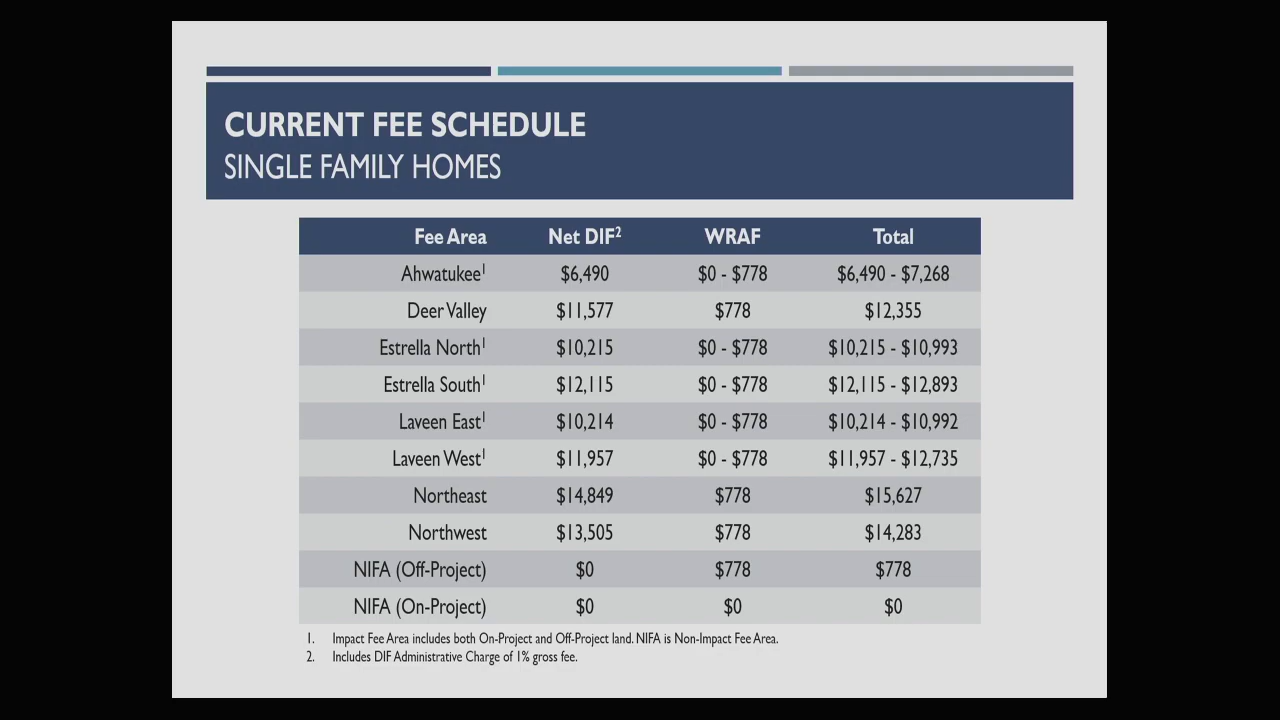 CURRENT FEE SCHEDULE
SINGLE FAMILY HOMES
Fee Area Net DIF² WRAF Total
Ahwatukee¹ $6,490 $0 - $778 $6,490 - $7,268
Deer Valley $11,577 $778 $12,355
Estrella North¹ $10,215 $0 - $778 $10,215 - $10,993
Estrella South¹ $12,115 $0 - $778 $12,115 - $12,893
Laveen East¹ $10,214 $0 - $778 $10,214 - $10,992
Laveen West¹ $11,957 $0 - $778 $11,957 - $12,735
Northeast $14,849 $778 $15,627
Northwest $13,505 $778 $14,283
NIFA (Off-Project) $0 $778 $778
NIFA (On-Project) $0 $0 $0
1. Impact Fee Area includes both On-Project and Off-Project land. NIFA is Non-Impact Fee Area.
2. Includes DIF Administrative Charge of 1% gross fee.